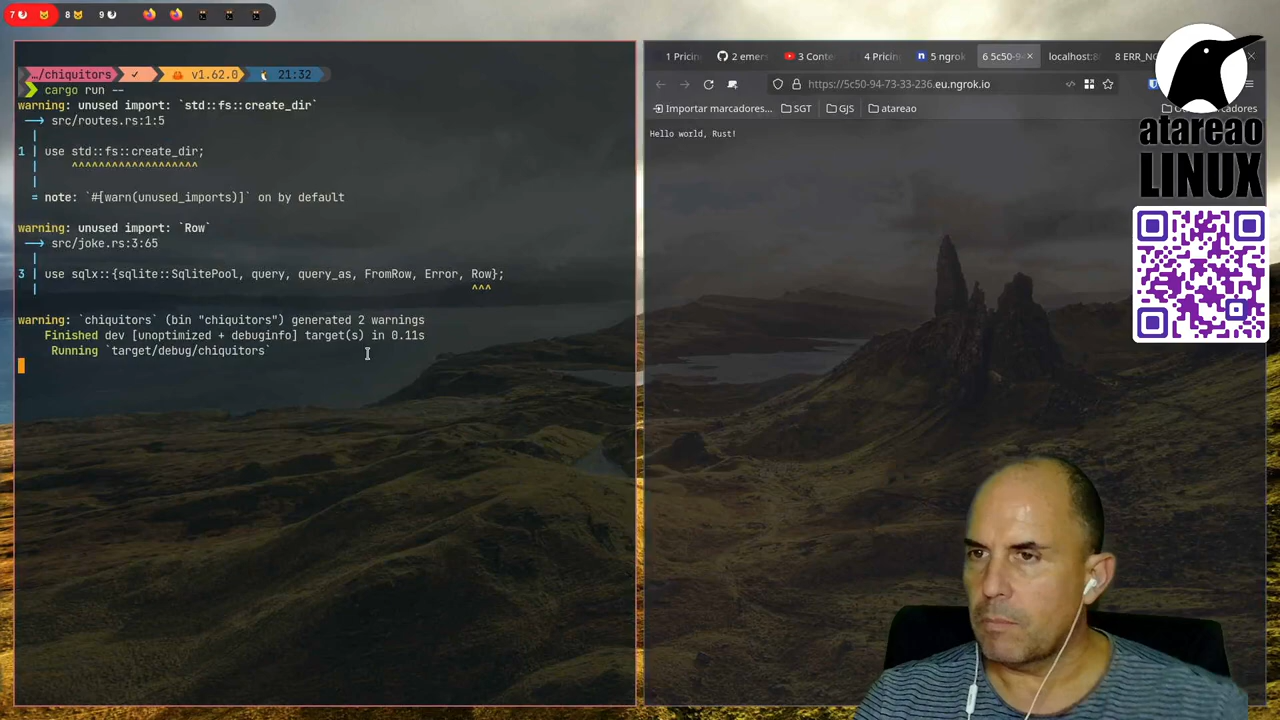 7
8
9
…/chiquitors ✓ v1.62.0 21:32
cargo run --
warning: unused import: `std::fs::create_dir`
--> src/routes.rs:1:5
|
1 | use std::fs::create_dir;
| ^^^^^^^^^^^^^^^^^^^
|
= note: `#[warn(unused_imports)]` on by default
warning: unused import: `Row`
--> src/joke.rs:3:65
|
3 | use sqlx::{sqlite::SqlitePool, query, query_as, FromRow, Error, Row};
| ^^^
warning: `chiquitors` (bin "chiquitors") generated 2 warnings
Finished dev [unoptimized + debuginfo] target(s) in 0.11s
Running `target/debug/chiquitors`
1 Pricin
2 emers
3 Conte
4 Pricin
5 ngrok
6 5c50-9
localhost:8
8 ERR_N
https://5c50-94-73-33-236.eu.ngrok.io
Importar marcadores...
SGT
GJS
atareao
cadores
Hello world, Rust!
atareao
LINUX